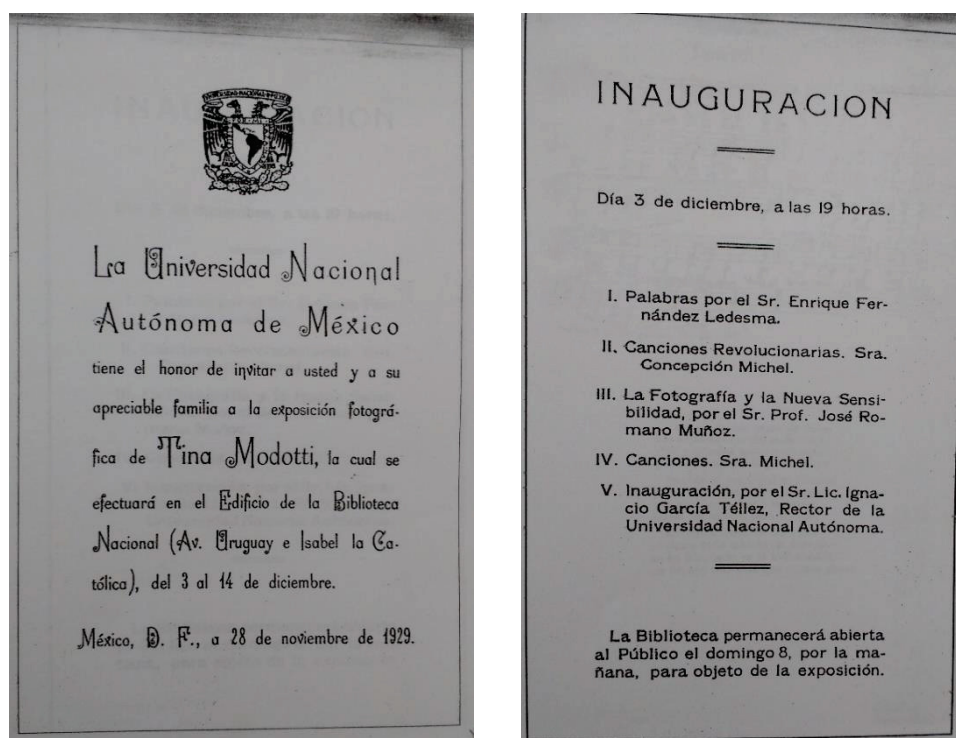 La Universidad Nacional
Autónoma de México
tiene el honor de invitar a usted y a su
apreciable familia a la exposición fotográ-
fica de Tina Modotti, la cual se
efectuará en el Edificio de la Biblioteca
Nacional (Av. Uruguay e Isabel la Ca-
tólica), del 3 al 14 de diciembre.
México, D. F., a 28 de noviembre de 1929.
INAUGURACION
Día 3 de diciembre, a las 19 horas.
I. Palabras por el Sr. Enrique Fer-
nández Ledesma.
II. Canciones Revolucionarias. Sra.
Concepción Michel.
III. La Fotografía y la Nueva Sensi-
bilidad, por el Sr. Prof. José Ro-
mano Muñoz.
IV. Canciones. Sra. Michel.
V. Inauguración, por el Sr. Lic. Igna-
cio García Téllez, Rector de la
Universidad Nacional Autónoma.
La Biblioteca permanecerá abierta
al Público el domingo 8, por la ma-
ñana, para objeto de la exposición.